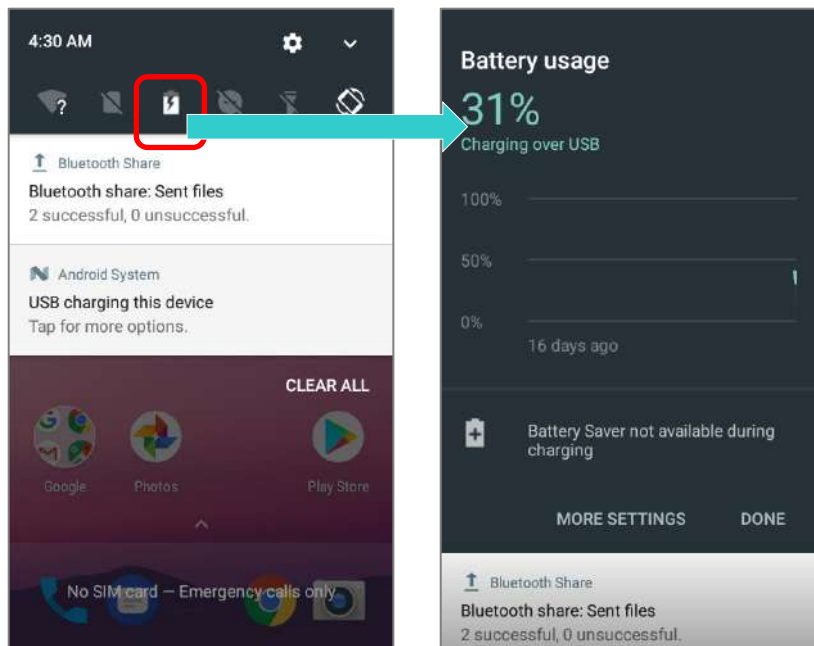 4:30 AM
?
Bluetooth Share
Bluetooth share: Sent files
2 successful, 0 unsuccessful.
Android System
USB charging this device
Tap for more options.
CLEAR ALL
Google
Photos
Play Store
No SIM card – Emergency calls only
Battery usage
31%
Charging over USB
100%
50%
0%
16 days ago
Battery Saver not available during
charging
MORE SETTINGS DONE
Bluetooth Share
Bluetooth share: Sent files
2 successful, 0 unsuccessful.